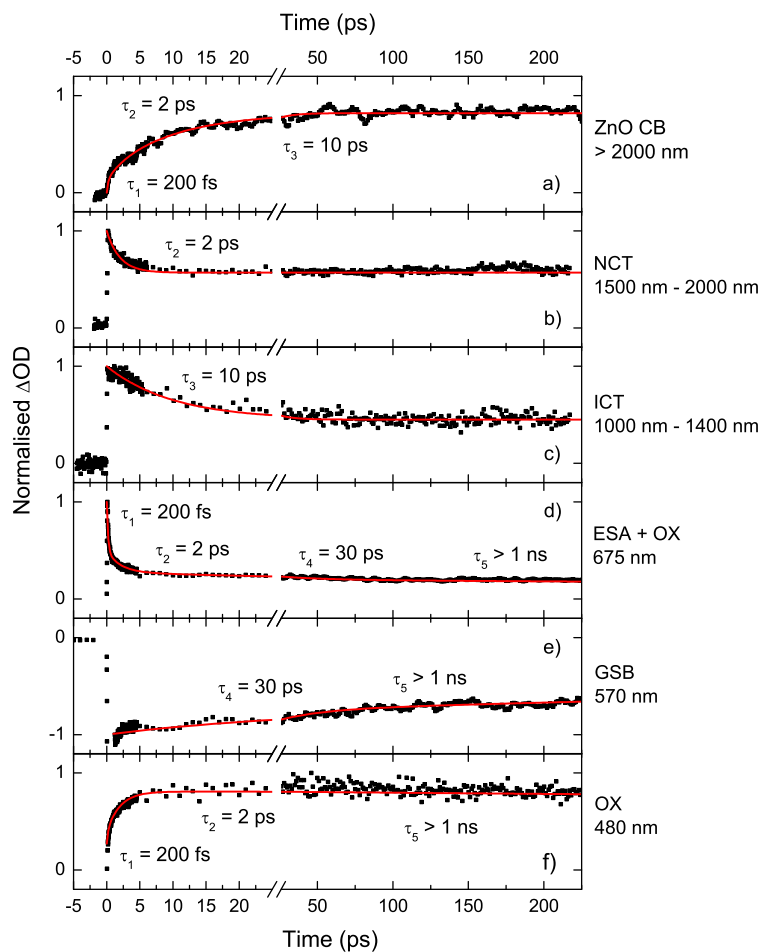 Time (ps)
-5 0 5 10 15 20 25 50 100 150 200
Normalised ΔOD
1
0
τ2 = 2 ps
τ1 = 200 fs
τ3 = 10 ps
a)
ZnO CB
> 2000 nm
1
0
τ2 = 2 ps
b)
NCT
1500 nm - 2000 nm
1
0
τ3 = 10 ps
c)
ICT
1000 nm - 1400 nm
1
0
τ1 = 200 fs
τ2 = 2 ps
τ4 = 30 ps
τ5 > 1 ns
d)
ESA + OX
675 nm
0
-1
τ4 = 30 ps
τ5 > 1 ns
e)
GSB
570 nm
1
0
τ2 = 2 ps
τ1 = 200 fs
τ5 > 1 ns
f)
OX
480 nm
-5 0 5 10 15 20 25 50 100 150 200
Time (ps)